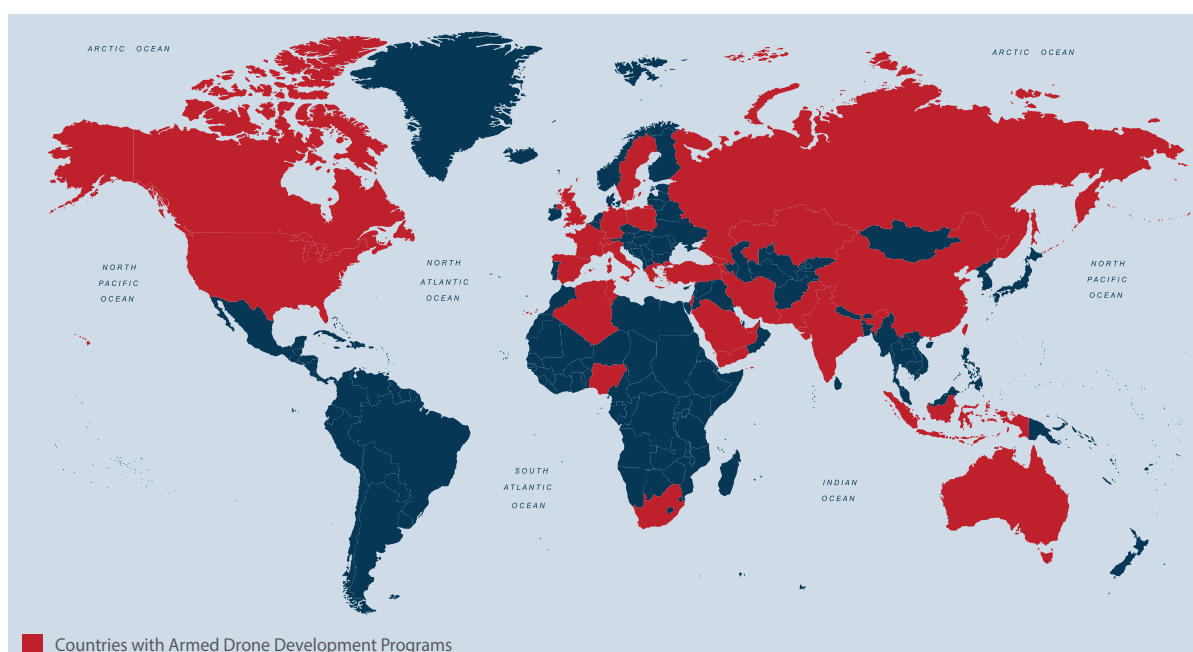 ARCTIC OCEAN
ARCTIC OCEAN
NORTH
PACIFIC
OCEAN
NORTH
ATLANTIC
OCEAN
NORTH
PACIFIC
OCEAN
SOUTH
ATLANTIC
OCEAN
INDIAN
OCEAN
Countries with Armed Drone Development Programs